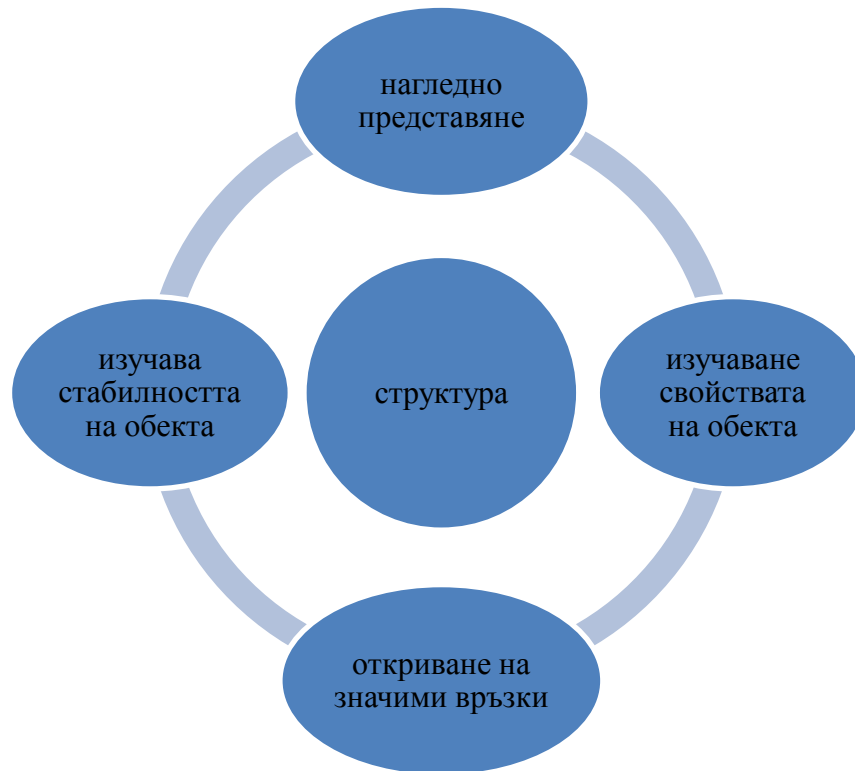 нагледно
представяне
изучава
стабилността
на обекта
структура
изучаване
свойствата
на обекта
откриване на
значими връзки